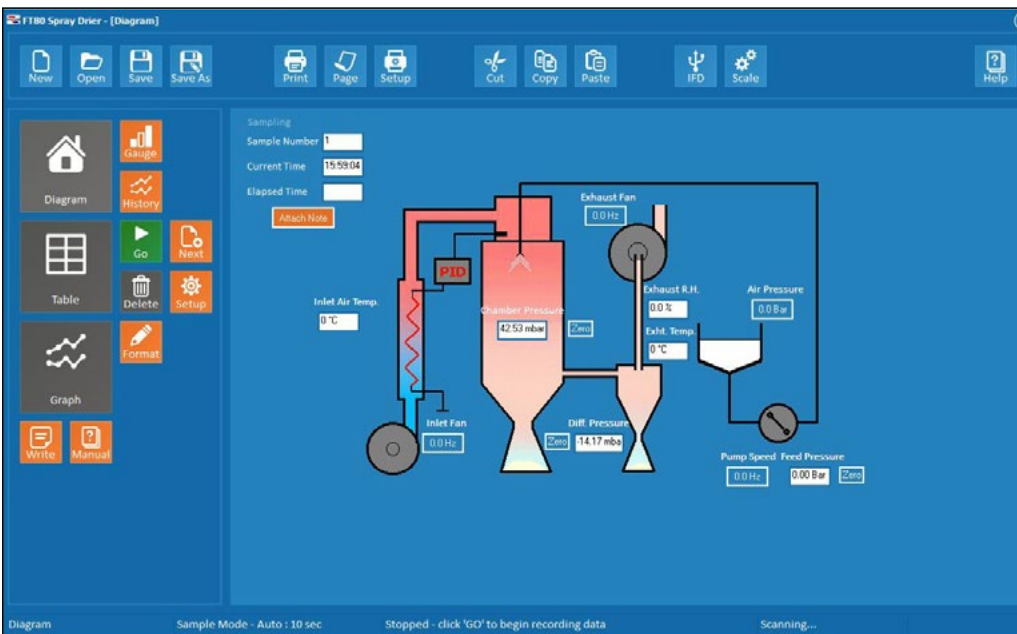 FT80 Spray Drier - [Diagram]
New Open Save Save As Print Page Setup Cut Copy Paste IFD Scale Help
Diagram
Gauge
History
Table
Go
Next
Delete
Setup
Graph
Format
Write
Manual
Sampling
Sample Number 1
Current Time 15:59:04
Elapsed Time
Attach Note
Exhaust Fan
0.0 Hz
PID
Inlet Air Temp.
0 °C
Chamber Pressure
42.53 mbar Zero
Exhaust R.H.
0.0 %
Exht. Temp.
0 °C
Air Pressure
0.0 Bar
Inlet Fan
0.0 Hz
Diff. Pressure
Zero -14.17 mba
Pump Speed Feed Pressure
0.0 Hz 0.00 Bar Zero
Diagram Sample Mode - Auto : 10 sec Stopped - click 'GO' to begin recording data Scanning...